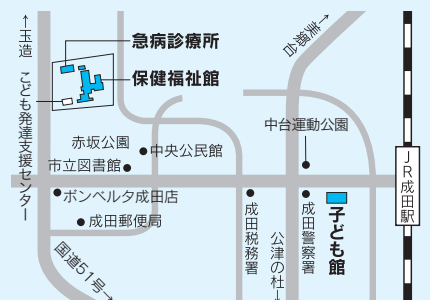 ←玉造
急病診療所
保健福祉館
こども発達支援センター
↑美郷台
赤坂公園
中央公民館
市立図書館
中台運動公園
ボンベルタ成田店
成田郵便局
国道51号→
成田税務署
公津の杜→
成田警察署
子ども館
JR成田駅